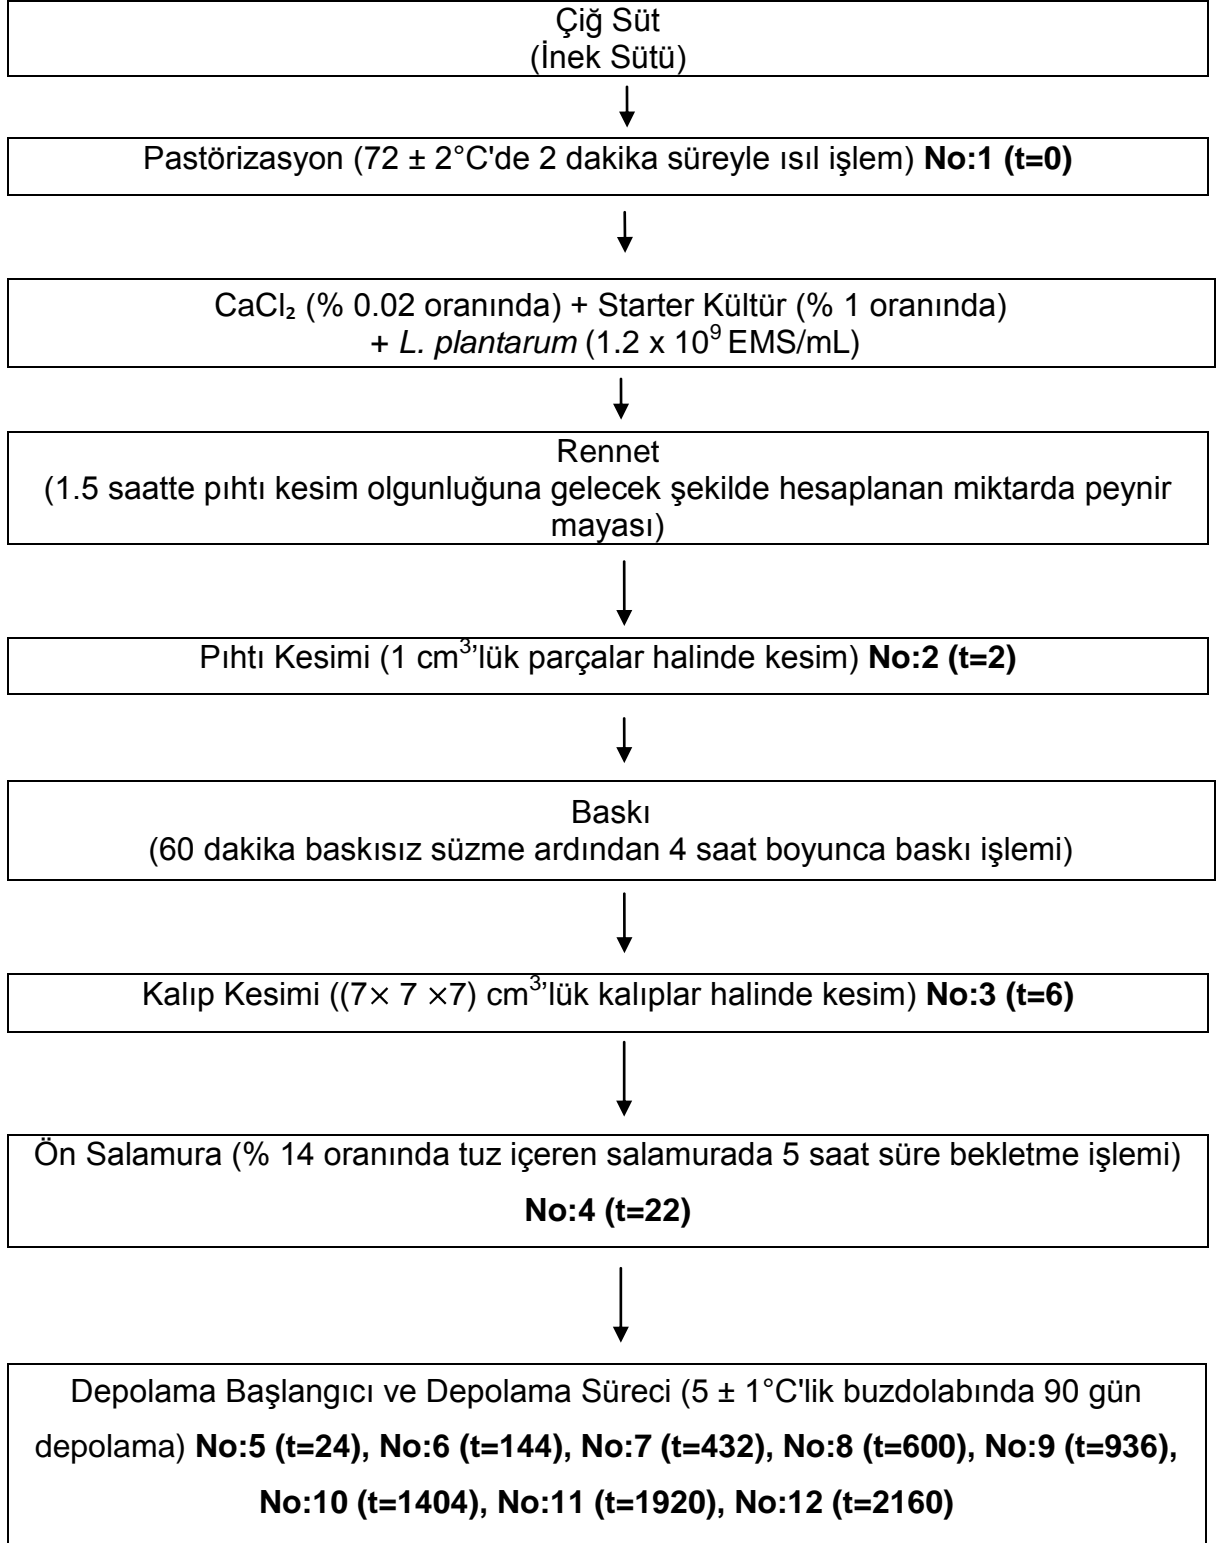 Çiğ Süt
(İnek Sütü)
Pastörizasyon (72 ± 2°C'de 2 dakika süreyle ısıl işlem) No:1 (t=0)
CaCl₂ (% 0.02 oranında) + Starter Kültür (% 1 oranında)
+ L. plantarum (1.2 x 10⁹ EMS/mL)
Rennet
(1.5 saatte pıhtı kesim olgunluğuna gelecek şekilde hesaplanan miktarda peynir
mayası)
Pıhtı Kesimi (1 cm³’lük parçalar halinde kesim) No:2 (t=2)
Baskı
(60 dakika baskısız süzme ardından 4 saat boyunca baskı işlemi)
Kalıp Kesimi ((7× 7 ×7) cm³’lük kalıplar halinde kesim) No:3 (t=6)
Ön Salamura (% 14 oranında tuz içeren salamurada 5 saat süre bekletme işlemi)
No:4 (t=22)
Depolama Başlangıcı ve Depolama Süreci (5 ± 1°C'lik buzdolabında 90 gün
depolama) No:5 (t=24), No:6 (t=144), No:7 (t=432), No:8 (t=600), No:9 (t=936),
No:10 (t=1404), No:11 (t=1920), No:12 (t=2160)